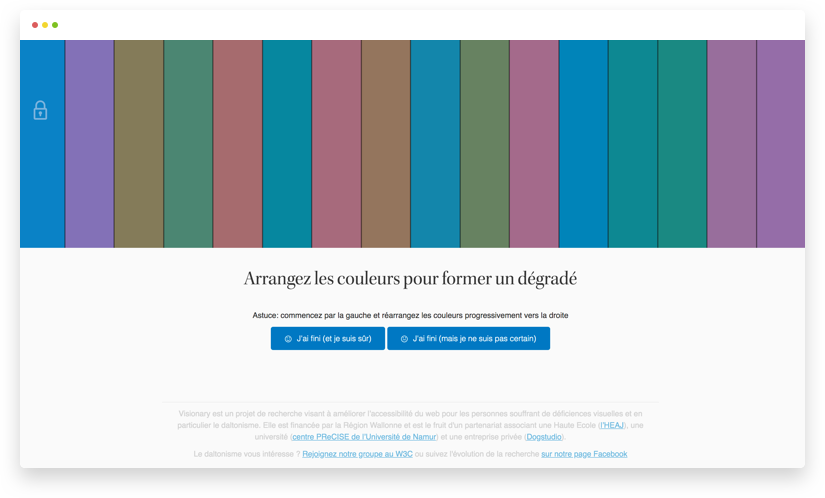 Arrangez les couleurs pour former un dégradé
Astuce: commencez par la gauche et réarrangez les couleurs progressivement vers la droite
J'ai fini (et je suis sûr)
J'ai fini (mais je ne suis pas certain)
Visionary est un projet de recherche visant à améliorer l'accessibilité du web pour les personnes souffrant de déficiences visuelles et en
particulier le daltonisme. Elle est financée par la Région Wallonne et est le fruit d'un partenariat associant une Haute Ecole (l'HEAJ), une
université (centre PReCISE de l'Université de Namur) et une entreprise privée (Dogstudio).
Le daltonisme vous intéresse ? Rejoignez notre groupe au W3C ou suivez l'évolution de la recherche sur notre page Facebook